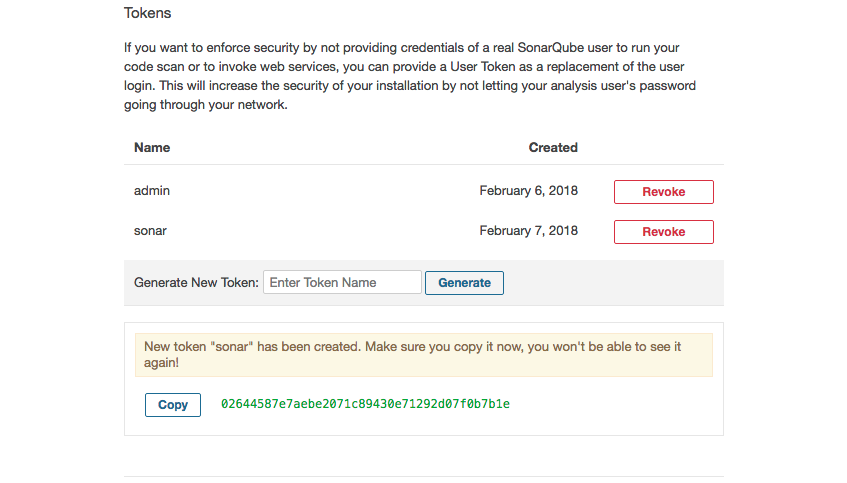 Tokens
If you want to enforce security by not providing credentials of a real SonarQube user to run your
code scan or to invoke web services, you can provide a User Token as a replacement of the user
login. This will increase the security of your installation by not letting your analysis user's password
going through your network.
Name Created
admin February 6, 2018 Revoke
sonar February 7, 2018 Revoke
Generate New Token: Enter Token Name Generate
New token "sonar" has been created. Make sure you copy it now, you won't be able to see it
again!
Copy 02644587e7aebe2071c89430e71292d07f0b7b1e